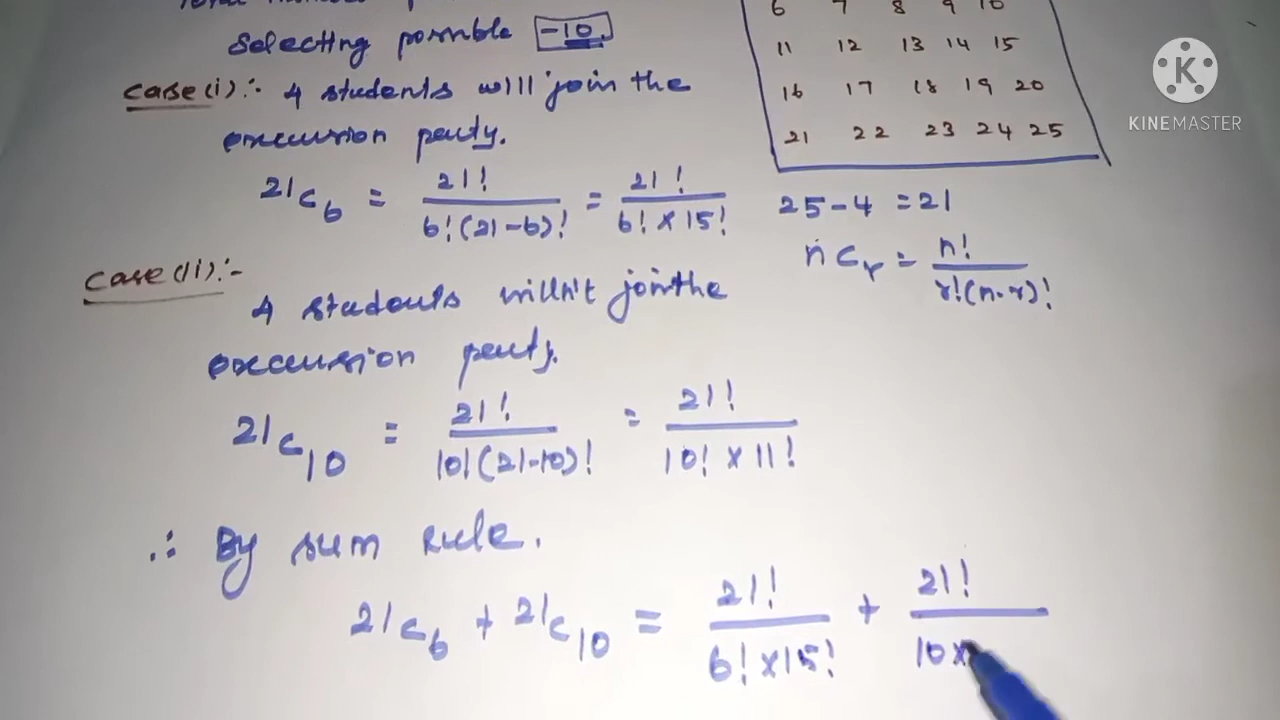 6 7 8 9 10
Selecting possible -10.
11 12 13 14 15
Case(i):- 4 students will join the
16 17 18 19 20
excursion party.
21 22 23 24 25
21C6 = 21!/6!(21-6)! = 21!/6! × 15!
25-4 = 21
nCr = n!/r!(n-r)!
Case(ii):-
4 students willn't join the
excursion party.
21C10 = 21!/10!(21-10)! = 21!/10! × 11!
∴ By sum rule.
21C6 + 21C10 = 21!/6! × 15! + 21!/10 ×
KINEMASTER